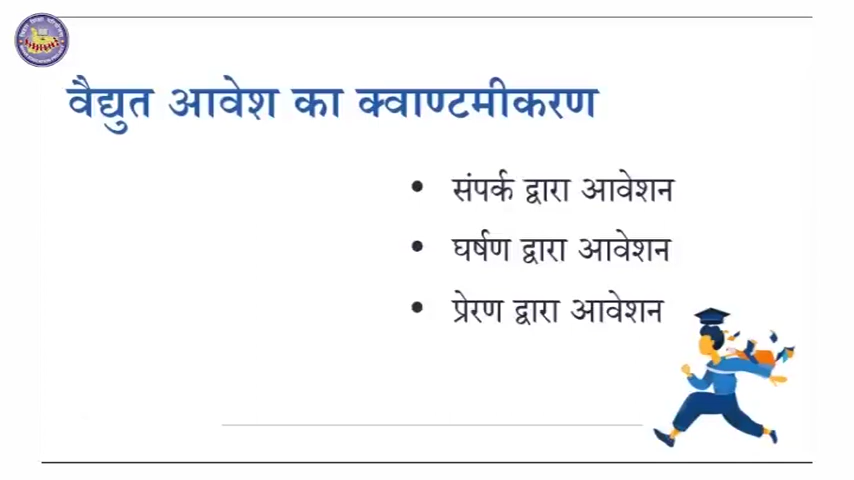 वैद्युत आवेश का क्वाण्टमीकरण
• संपर्क द्वारा आवेशन
• घर्षण द्वारा आवेशन
• प्रेरण द्वारा आवेशन